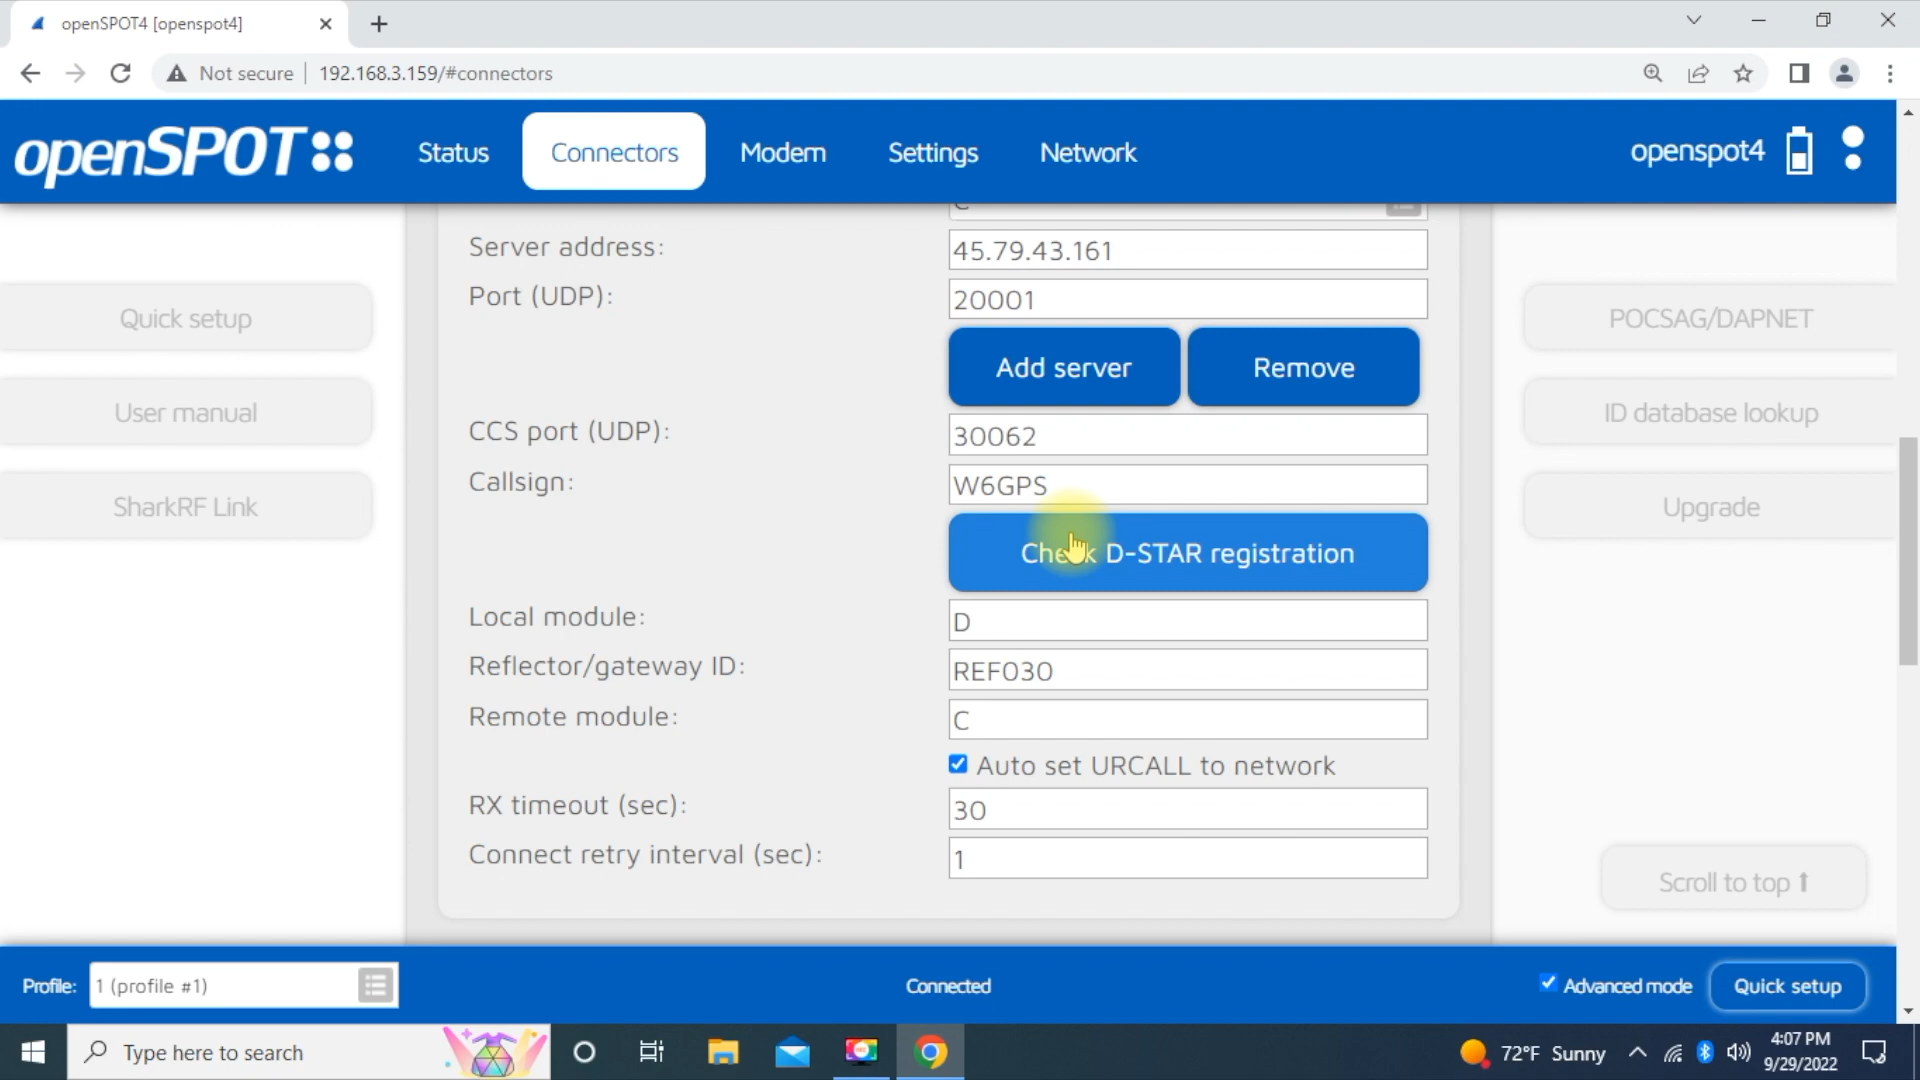 openSPOT4 [openspot4]
Not secure 192.168.3.159/#connectors
openSPOT
Status Connectors Modem Settings Network openspot4
Server address: 45.79.43.161
Port (UDP): 20001
Add server Remove
CCS port (UDP): 30062
Callsign: W6GPS
Check D-STAR registration
Local module: D
Reflector/gateway ID: REF030
Remote module: C
Auto set URCALL to network
RX timeout (sec): 30
Connect retry interval (sec): 1
Quick setup
User manual
SharkRF Link
POCSAG/DAPNET
ID database lookup
Upgrade
Scroll to top ⬆
Profile: 1 (profile #1) Connected Advanced mode Quick setup
Type here to search 72°F Sunny 4:07 PM
9/29/2022